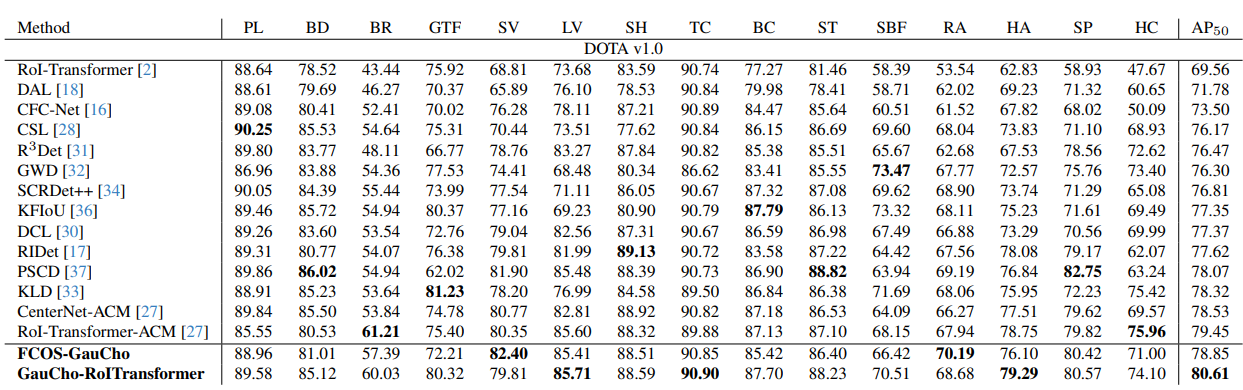 Method PL BD BR GTF SV LV SH TC BC ST SBF RA HA SP HC AP50
DOTA v1.0
RoI-Transformer [2] 88.64 78.52 43.44 75.92 68.81 73.68 83.59 90.74 77.27 81.46 58.39 53.54 62.83 58.93 47.67 69.56
DAL [18] 88.61 79.69 46.27 70.37 65.89 76.10 78.53 90.84 79.98 78.41 58.71 62.02 69.23 71.32 60.65 71.78
CFC-Net [16] 89.08 80.41 52.41 70.02 76.28 78.11 87.21 90.89 84.47 85.64 60.51 61.52 67.82 68.02 50.09 73.50
CSL [28] 90.25 85.53 54.64 75.31 70.44 73.51 77.62 90.84 86.15 86.69 69.60 68.04 73.83 71.10 68.93 76.17
R3Det [31] 89.80 83.77 48.11 66.77 78.76 83.27 87.84 90.82 85.38 85.51 65.67 62.68 67.53 78.56 72.62 76.47
GWD [32] 86.96 83.88 54.36 77.53 74.41 68.48 80.34 86.62 83.41 85.55 73.47 67.77 72.57 75.76 73.40 76.30
SCRDet++ [34] 90.05 84.39 55.44 73.99 77.54 71.11 86.05 90.67 87.32 87.08 69.62 68.90 73.74 71.29 65.08 76.81
KFIoU [36] 89.46 85.72 54.94 80.37 77.16 69.23 80.90 90.79 87.79 86.13 73.32 68.11 75.23 71.61 69.49 77.35
DCL [30] 89.26 83.60 53.54 72.76 79.04 82.56 87.31 90.67 86.59 86.98 67.49 66.88 73.29 70.56 69.99 77.37
RIDet [17] 89.31 80.77 54.07 76.38 79.81 81.99 89.13 90.72 83.58 87.22 64.42 67.56 78.08 79.17 62.07 77.62
PSCD [37] 89.86 86.02 54.94 62.02 81.90 85.48 88.39 90.73 86.90 88.82 63.94 69.19 76.84 82.75 63.24 78.07
KLD [33] 88.91 85.23 53.64 81.23 78.20 76.99 84.58 89.50 86.84 86.38 71.69 68.06 75.95 72.23 75.42 78.32
CenterNet-ACM [27] 89.84 85.50 53.84 74.78 80.77 82.81 88.92 90.82 87.18 86.53 64.09 66.27 77.51 79.62 69.57 78.53
RoI-Transformer-ACM [27] 85.55 80.53 61.21 75.40 80.35 85.60 88.32 89.88 87.13 87.10 68.15 67.94 78.75 79.82 75.96 79.45
FCOS-GauCho 88.96 81.01 57.39 72.21 82.40 85.41 88.51 90.85 85.42 86.40 66.42 70.19 76.10 80.42 71.00 78.85
GauCho-RoITransformer 89.58 85.12 60.03 80.32 79.81 85.71 88.59 90.90 87.70 88.23 70.51 68.68 79.29 80.57 74.10 80.61